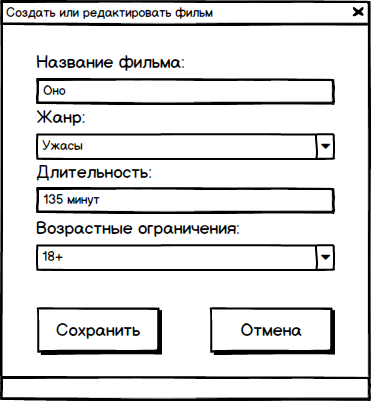 Создать или редактировать фильм
Название фильма:
Оно
Жанр:
Ужасы
Длительность:
135 минут
Возрастные ограничения:
18+
Сохранить
Отмена